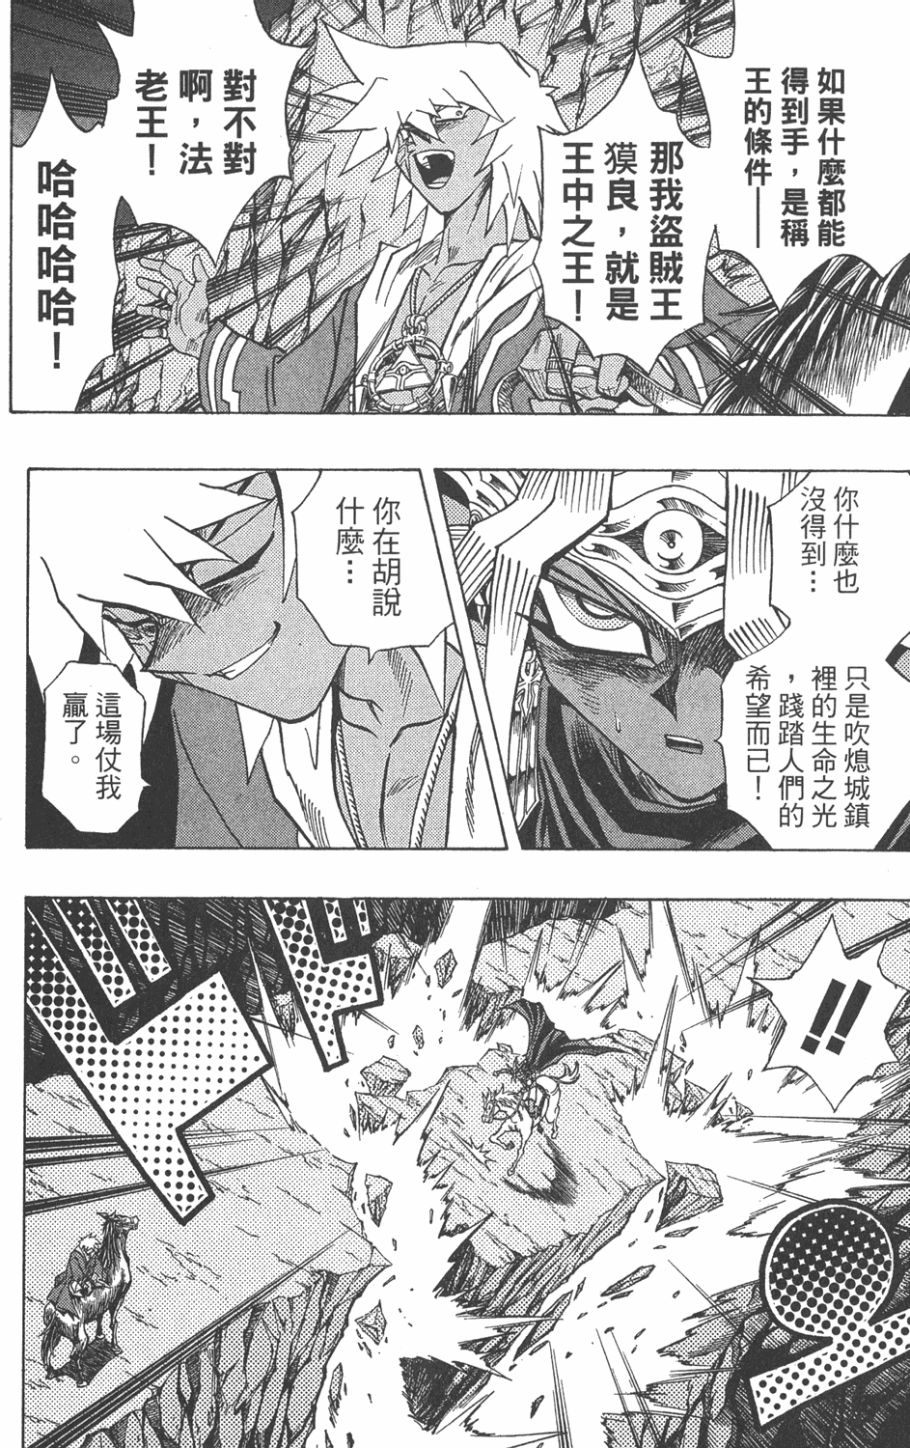 如果什麼都能
得到手，是稱
王的條件——
那我盜賊王
獏良，就是
王中之王！
對不對
啊，法
老王！
哈哈哈哈！
你什麼也
沒得到…
只是吹熄城鎮
裡的生命之光
，踐踏人們的
希望而已！
你在胡說
什麼…
這場仗我
贏了。
!!